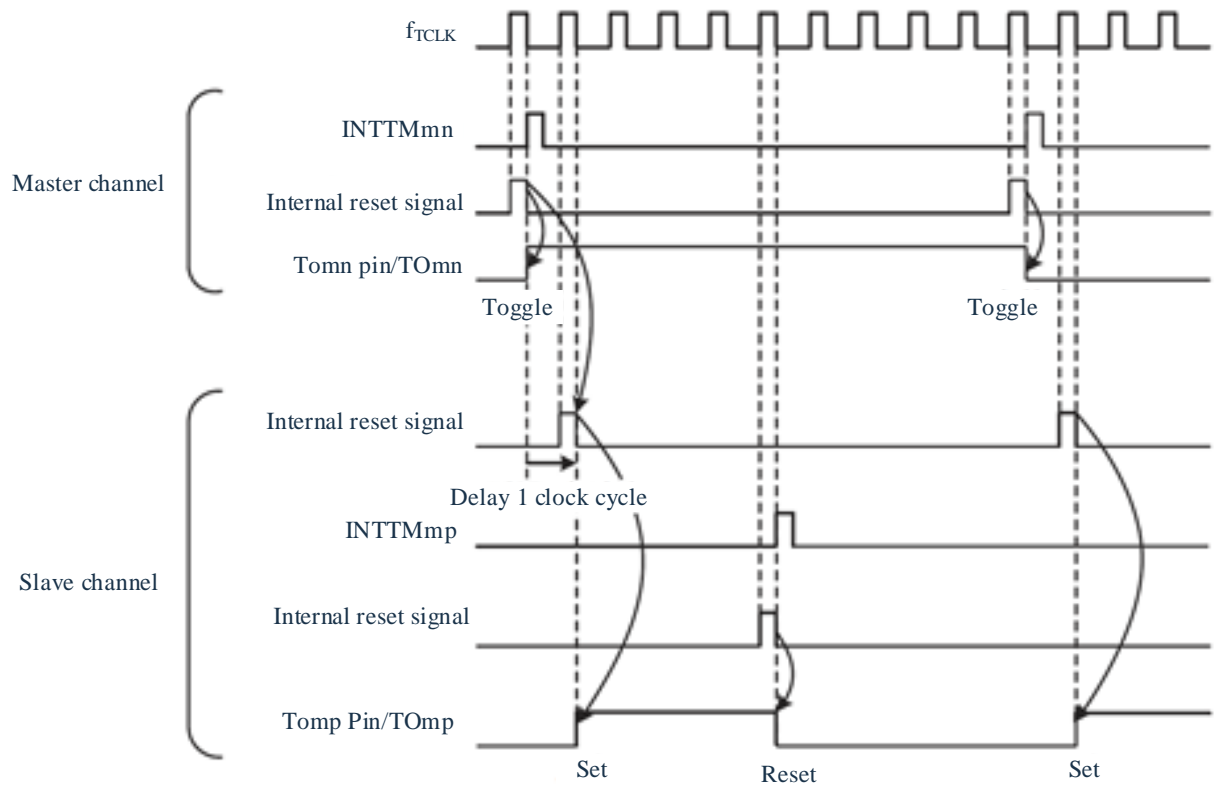 fTCLK
INTTMmn
Master channel
Internal reset signal
Tomn pin/TOmn
Toggle
Toggle
Internal reset signal
Delay 1 clock cycle
INTTMmp
Slave channel
Internal reset signal
Tomp Pin/TOmp
Set
Reset
Set